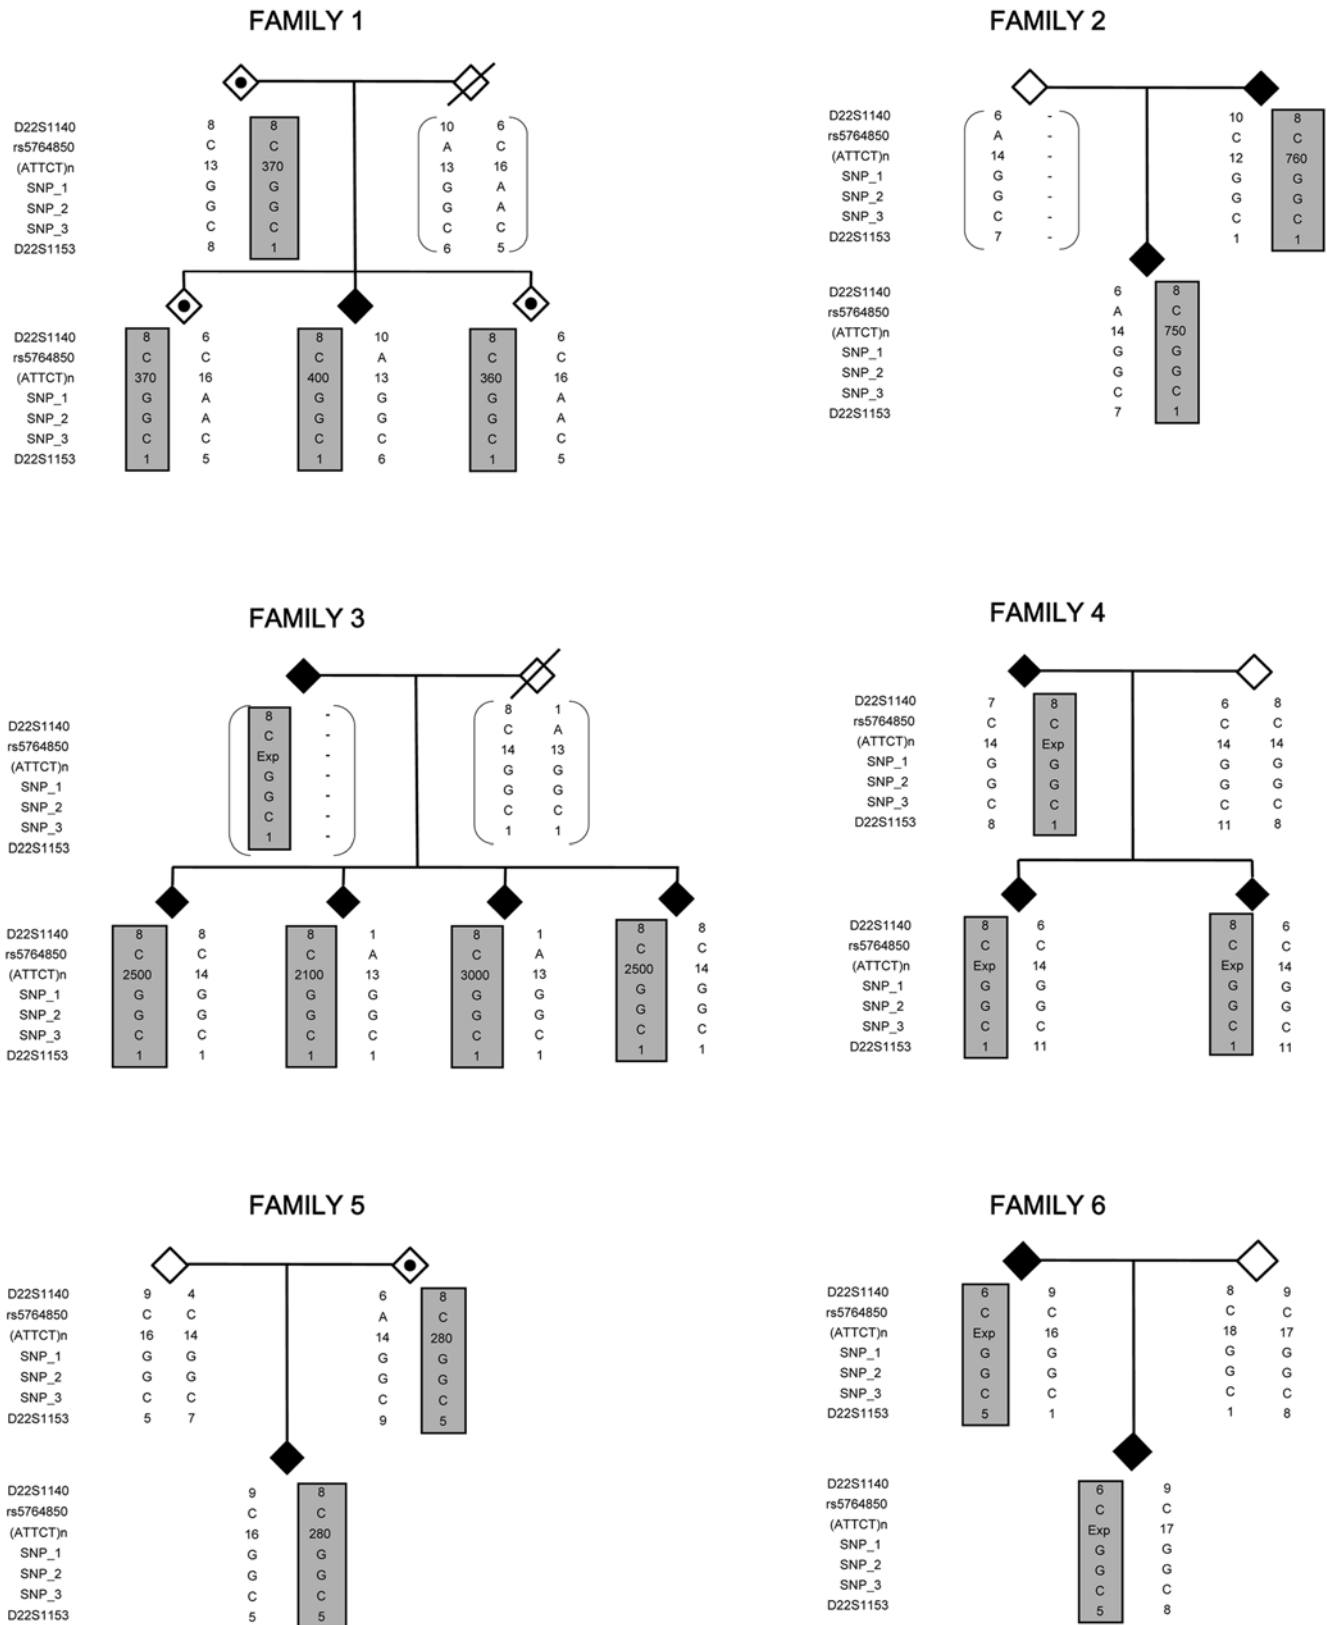 FAMILY 1
D22S1140 8 8 10 6
rs5764850 C C A C
(ATTCT)n 13 370 13 16
SNP_1 G G G A
SNP_2 G G G A
SNP_3 C C C C
D22S1153 8 1 6 5
D22S1140 8 6 8 10 8 6
rs5764850 C C C A C C
(ATTCT)n 370 16 400 13 360 16
SNP_1 G A G G G A
SNP_2 G A G G G A
SNP_3 C C C C C C
D22S1153 1 5 1 6 1 5
FAMILY 2
D22S1140 6 - 10 8
rs5764850 A - C C
(ATTCT)n 14 - 12 760
SNP_1 G - G G
SNP_2 G - G G
SNP_3 C - C C
D22S1153 7 - 1 1
D22S1140 6 8
rs5764850 A C
(ATTCT)n 14 750
SNP_1 G G
SNP_2 G G
SNP_3 C C
D22S1153 7 1
FAMILY 3
D22S1140 8 - 8 1
rs5764850 C - C A
(ATTCT)n Exp - 14 13
SNP_1 G - G G
SNP_2 G - G G
SNP_3 C - C C
D22S1153 1 - 1 1
D22S1140 8 8 8 1 8 1 8 8
rs5764850 C C C A C A C C
(ATTCT)n 2500 14 2100 13 3000 13 2500 14
SNP_1 G G G G G G G G
SNP_2 G G G G G G G G
SNP_3 C C C C C C C C
D22S1153 1 1 1 1 1 1 1 1
FAMILY 4
D22S1140 7 8 6 8
rs5764850 C C C C
(ATTCT)n 14 Exp 14 14
SNP_1 G G G G
SNP_2 G G G G
SNP_3 C C C C
D22S1153 8 1 11 8
D22S1140 8 6 8 6
rs5764850 C C C C
(ATTCT)n Exp 14 Exp 14
SNP_1 G G G G
SNP_2 G G G G
SNP_3 C C C C
D22S1153 1 11 1 11
FAMILY 5
D22S1140 9 4 6 8
rs5764850 C C A C
(ATTCT)n 16 14 14 280
SNP_1 G G G G
SNP_2 G G G G
SNP_3 C C C C
D22S1153 5 7 9 5
D22S1140 9 8
rs5764850 C C
(ATTCT)n 16 280
SNP_1 G G
SNP_2 G G
SNP_3 C C
D22S1153 5 5
FAMILY 6
D22S1140 6 9 8 9
rs5764850 C C C C
(ATTCT)n Exp 16 18 17
SNP_1 G G G G
SNP_2 G G G G
SNP_3 C C C C
D22S1153 5 1 1 8
D22S1140 6 9
rs5764850 C C
(ATTCT)n Exp 17
SNP_1 G G
SNP_2 G G
SNP_3 C C
D22S1153 5 8